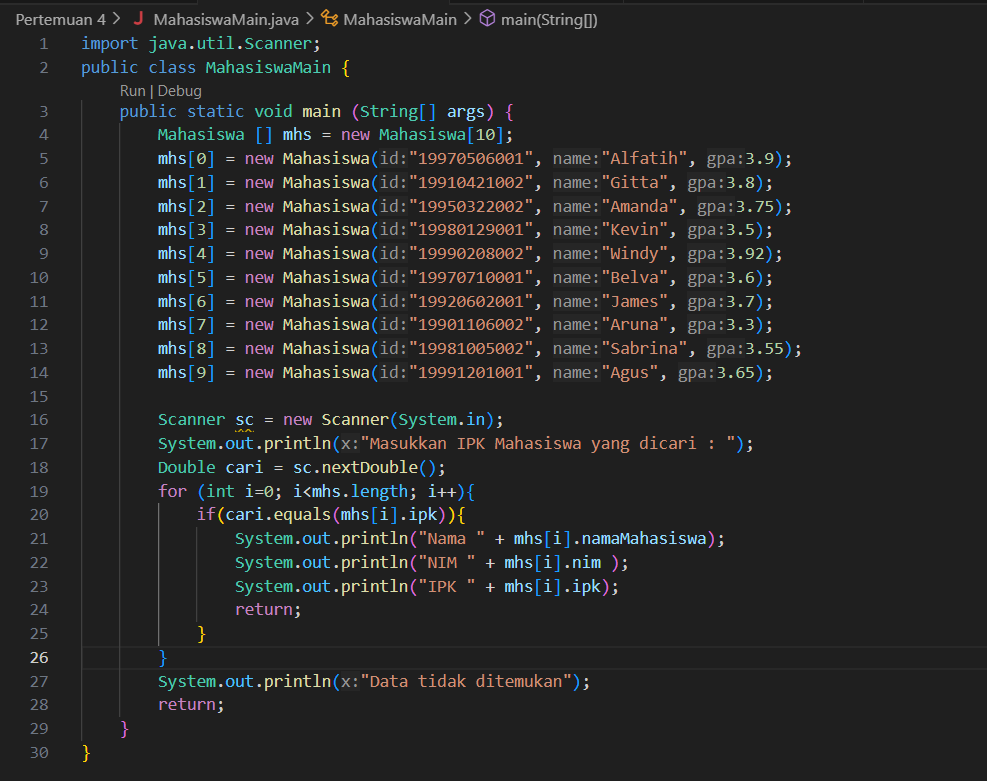 Pertemuan 4 > J MahasiswaMain.java > MahasiswaMain > main(String[])
1 import java.util.Scanner;
2 public class MahasiswaMain {
Run | Debug
3 public static void main (String[] args) {
4 Mahasiswa [] mhs = new Mahasiswa[10];
5 mhs[0] = new Mahasiswa(id:"19970506001", name:"Alfatih", gpa:3.9);
6 mhs[1] = new Mahasiswa(id:"19910421002", name:"Gitta", gpa:3.8);
7 mhs[2] = new Mahasiswa(id:"19950322002", name:"Amanda", gpa:3.75);
8 mhs[3] = new Mahasiswa(id:"19980129001", name:"Kevin", gpa:3.5);
9 mhs[4] = new Mahasiswa(id:"19990208002", name:"Windy", gpa:3.92);
10 mhs[5] = new Mahasiswa(id:"19970710001", name:"Belva", gpa:3.6);
11 mhs[6] = new Mahasiswa(id:"19920602001", name:"James", gpa:3.7);
12 mhs[7] = new Mahasiswa(id:"19901106002", name:"Aruna", gpa:3.3);
13 mhs[8] = new Mahasiswa(id:"19981005002", name:"Sabrina", gpa:3.55);
14 mhs[9] = new Mahasiswa(id:"19991201001", name:"Agus", gpa:3.65);
15
16 Scanner sc = new Scanner(System.in);
17 System.out.println(x:"Masukkan IPK Mahasiswa yang dicari : ");
18 Double cari = sc.nextDouble();
19 for (int i=0; i<mhs.length; i++){
20 if(cari.equals(mhs[i].ipk)){
21 System.out.println("Nama " + mhs[i].namaMahasiswa);
22 System.out.println("NIM " + mhs[i].nim );
23 System.out.println("IPK " + mhs[i].ipk);
24 return;
25 }
26 }
27 System.out.println(x:"Data tidak ditemukan");
28 return;
29 }
30 }